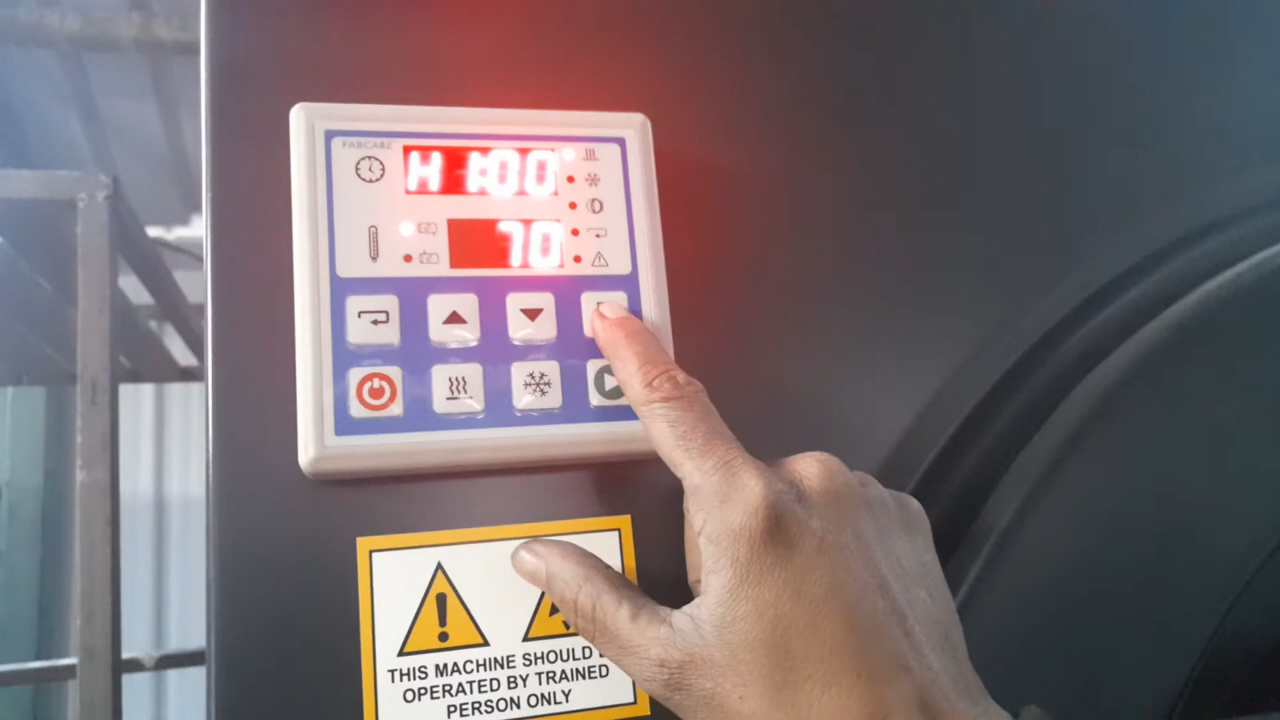 FABCARE
H 1:00
70
THIS MACHINE SHOULD
OPERATED BY TRAINED
PERSON ONLY